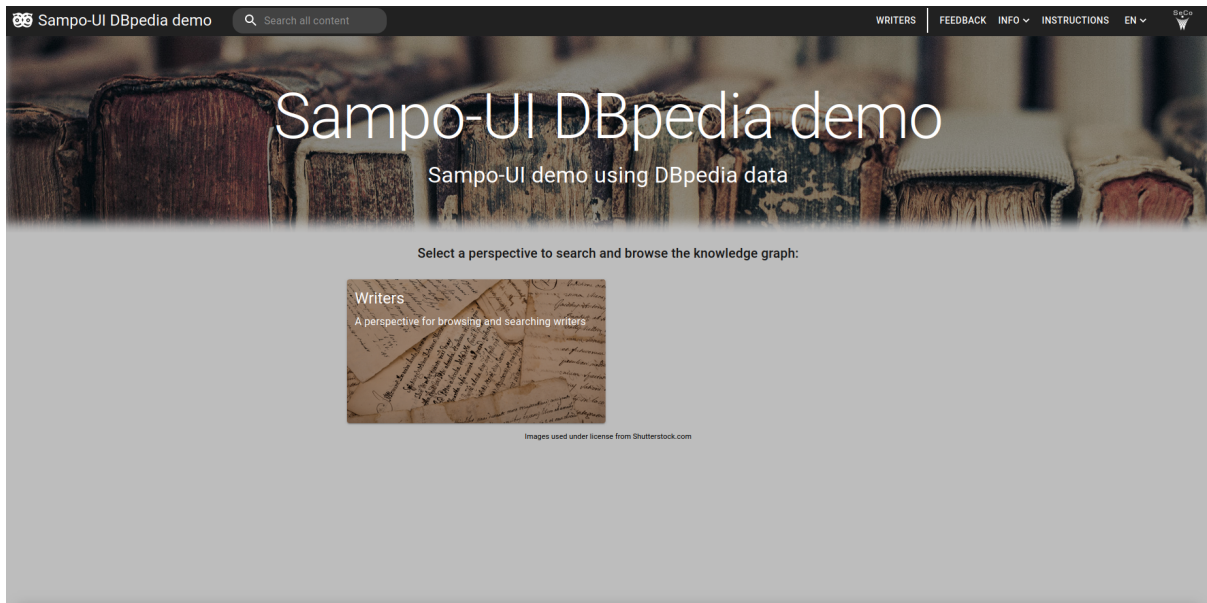 Sampo-UI DBpedia demo
Search all content
WRITERS
FEEDBACK
INFO
INSTRUCTIONS
EN
SeCo
Sampo-UI DBpedia demo
Sampo-UI demo using DBpedia data
Select a perspective to search and browse the knowledge graph:
Writers
A perspective for browsing and searching writers
Images used under license from Shutterstock.com